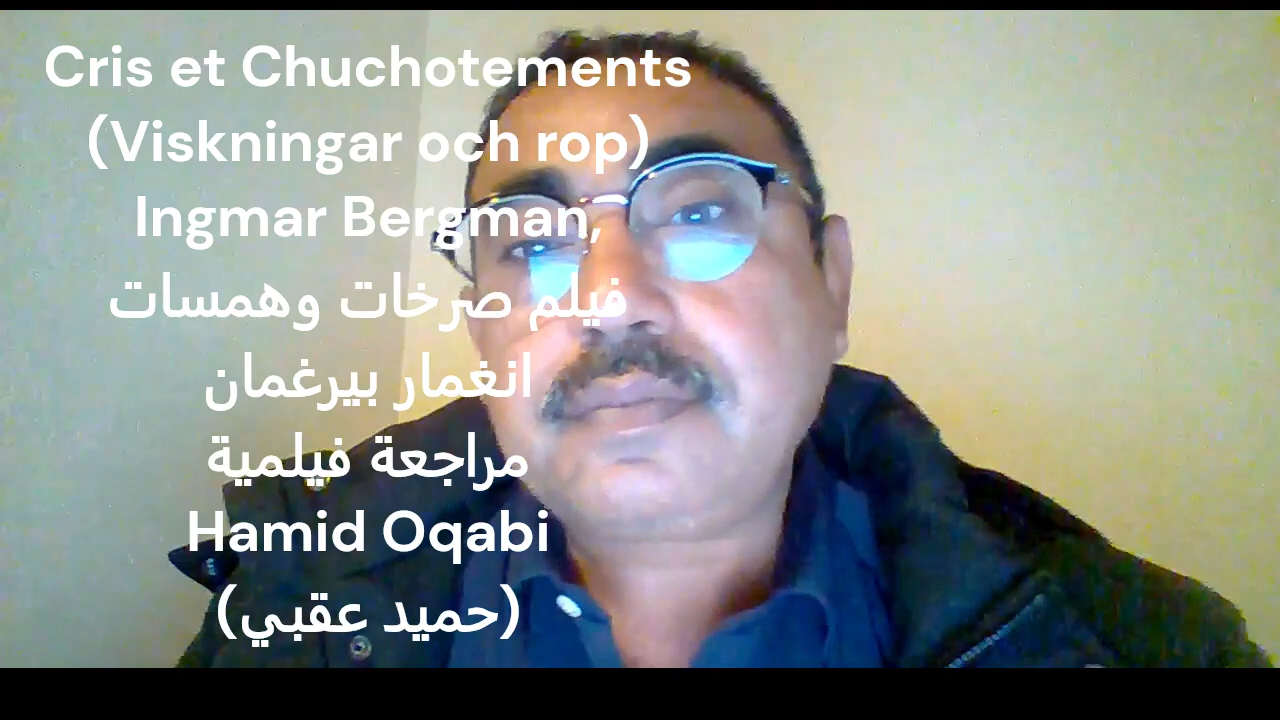 Cris et Chuchotements
(Viskningar och rop)
Ingmar Bergman,
فيلم صرخات وهمسات
انغمار بيرغمان
مراجعة فيلمية
Hamid Oqabi
(حميد عقبي)